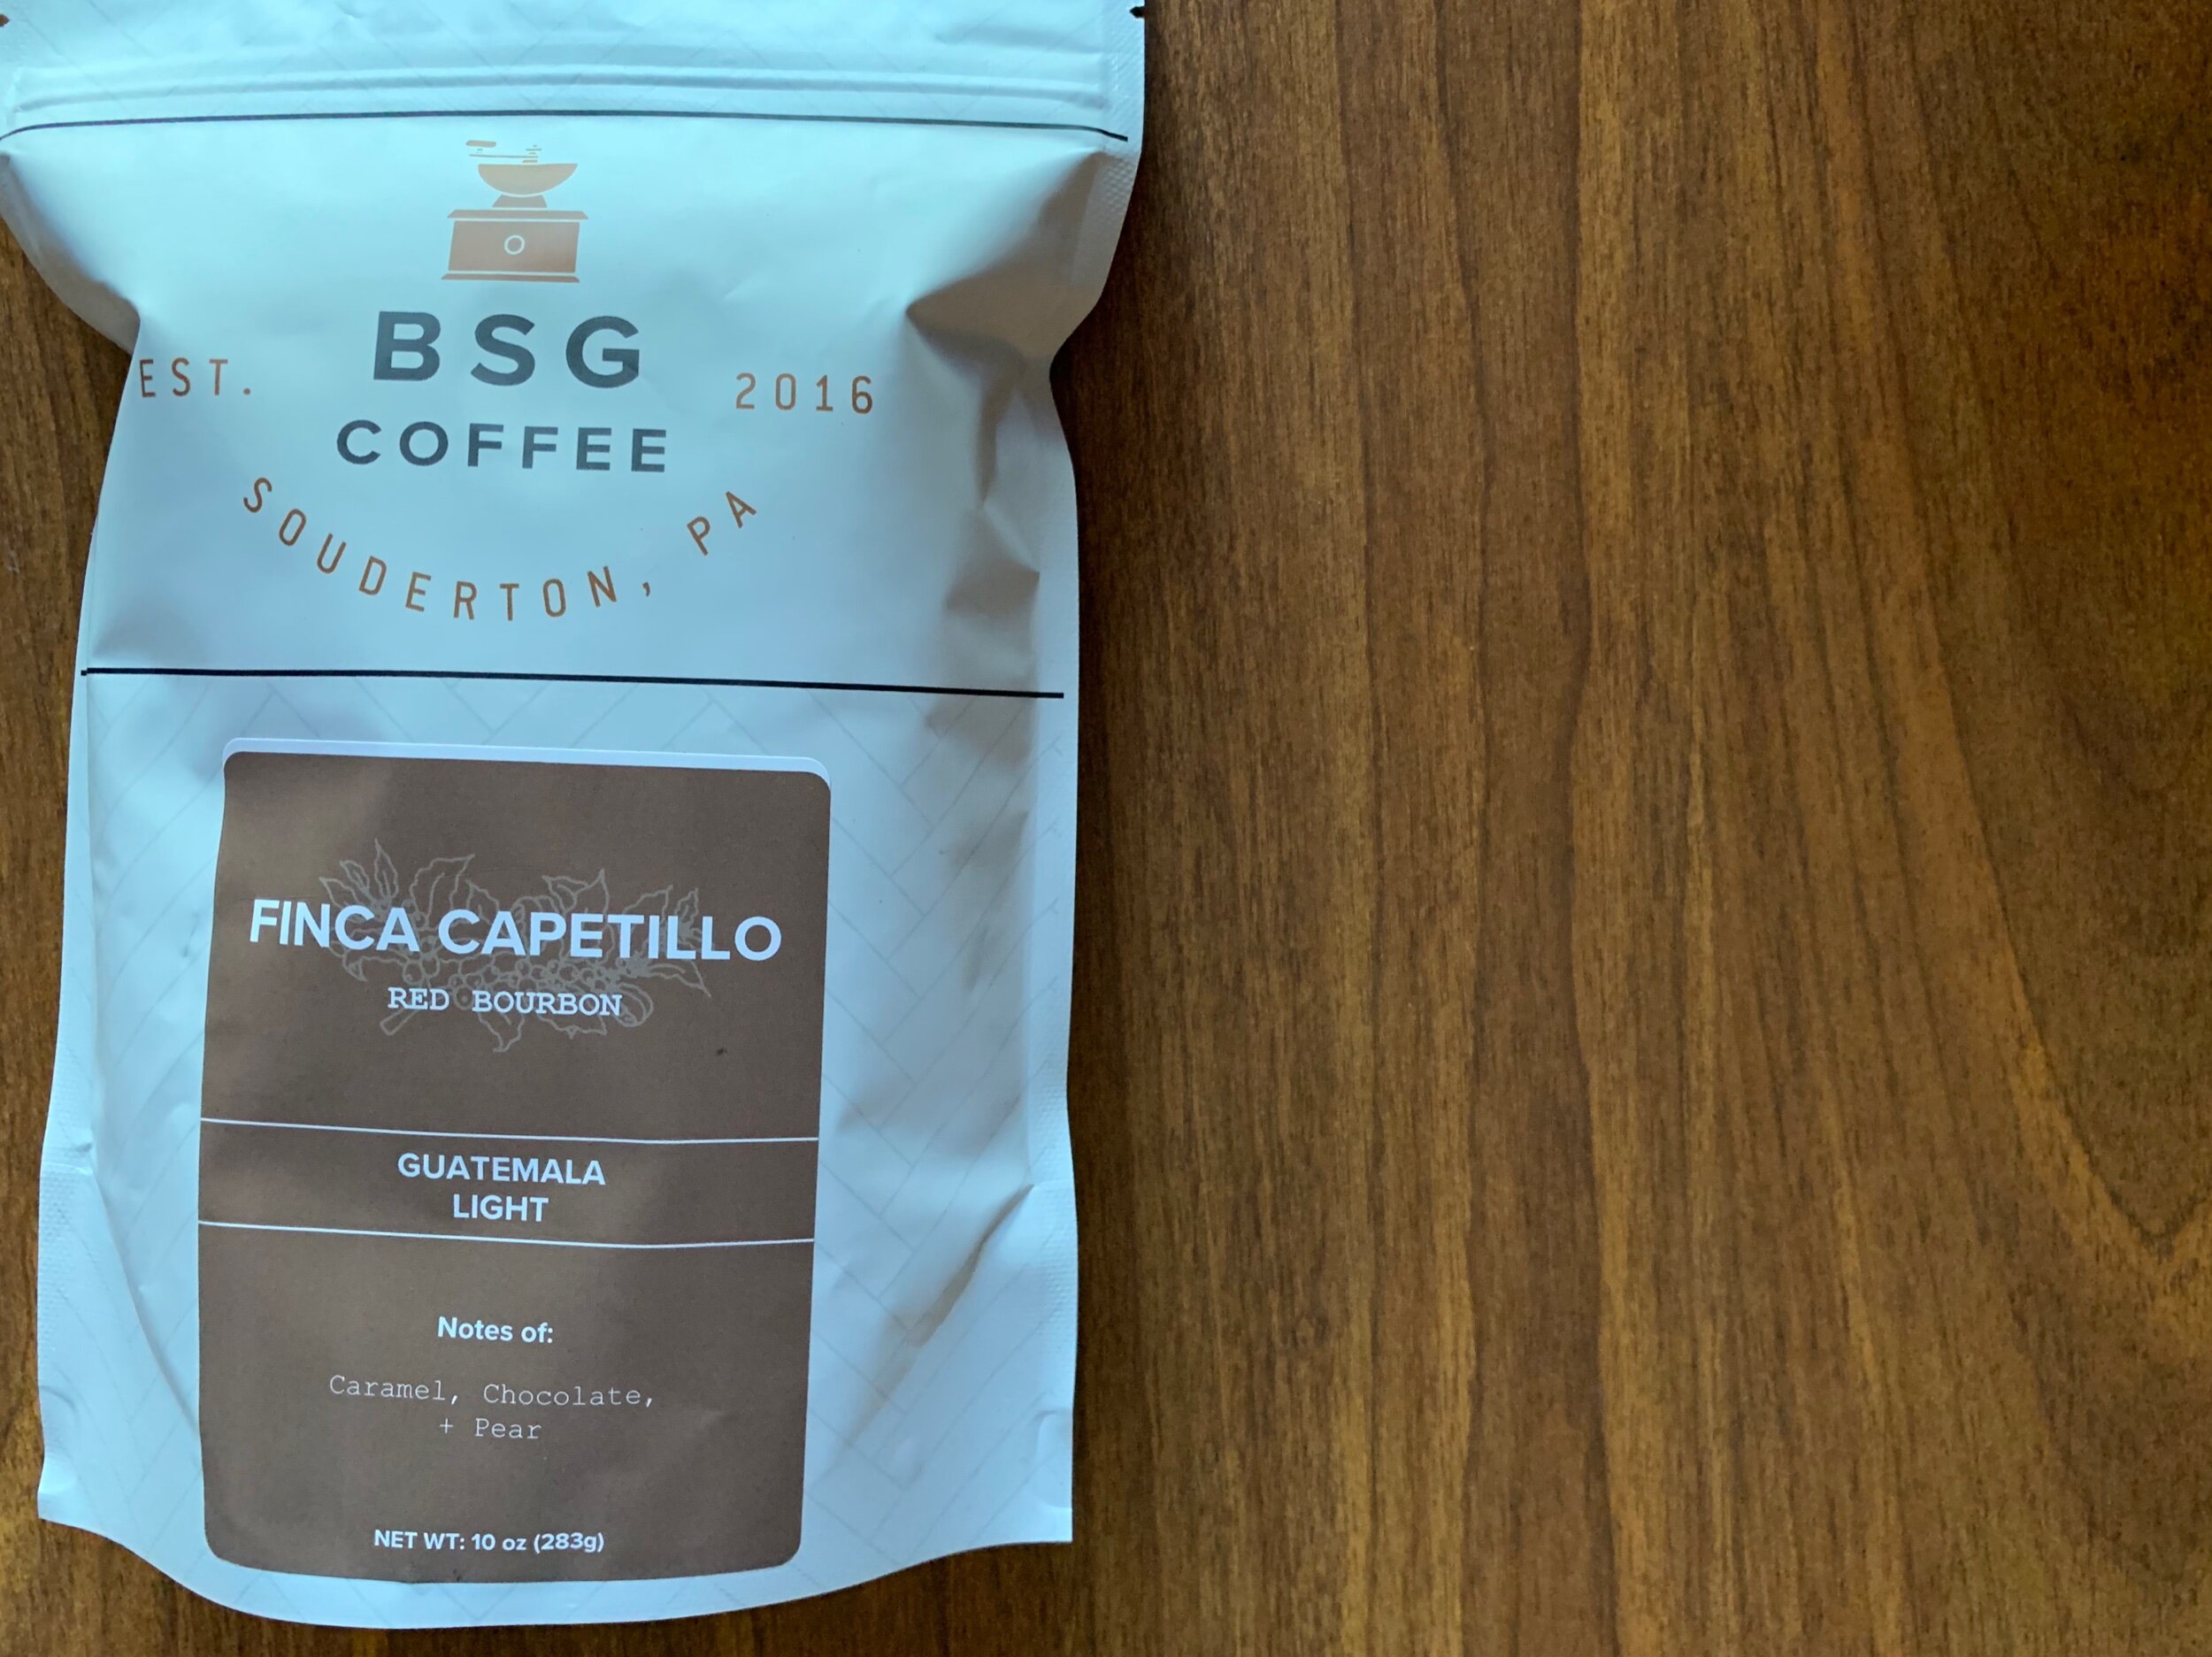 BSG
EST. 2016
COFFEE
SOUDERTON, PA
FINCA CAPETILLO
RED BOURBON
GUATEMALA
LIGHT
Notes of:
Caramel, Chocolate,
+ Pear
NET WT: 10 oz (283g)